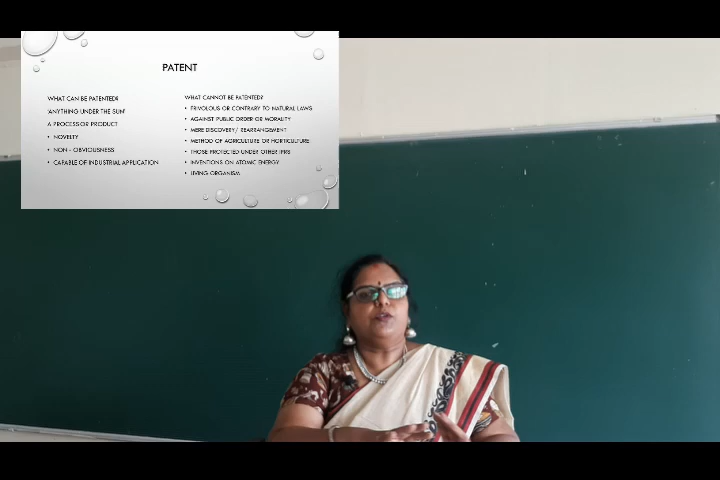 PATENT
WHAT CAN BE PATENTED?
'ANYTHING UNDER THE SUN'
A PROCESS OR PRODUCT
• NOVELTY
• NON - OBVIOUSNESS
• CAPABLE OF INDUSTRIAL APPLICATION
WHAT CANNOT BE PATENTED?
• FRIVOLOUS OR CONTRARY TO NATURAL LAWS
• AGAINST PUBLIC ORDER OR MORALITY
• MERE DISCOVERY/ REARRANGEMENT
• METHOD OF AGRICULTURE OR HORTICULTURE
• THOSE PROTECTED UNDER OTHER IPRS
• INVENTIONS ON ATOMIC ENERGY
• LIVING ORGANISM